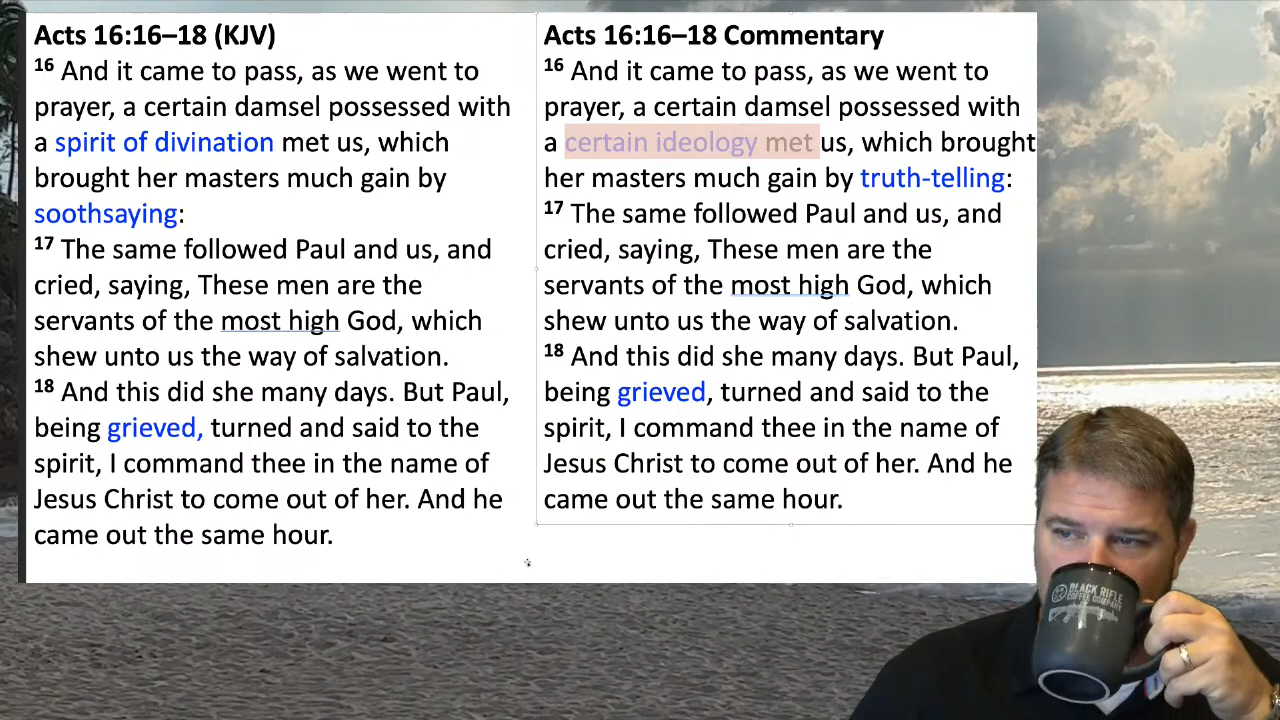 Acts 16:16–18 (KJV)
16 And it came to pass, as we went to
prayer, a certain damsel possessed with
a spirit of divination met us, which
brought her masters much gain by
soothsaying:
17 The same followed Paul and us, and
cried, saying, These men are the
servants of the most high God, which
shew unto us the way of salvation.
18 And this did she many days. But Paul,
being grieved, turned and said to the
spirit, I command thee in the name of
Jesus Christ to come out of her. And he
came out the same hour.
Acts 16:16–18 Commentary
16 And it came to pass, as we went to
prayer, a certain damsel possessed with
a certain ideology met us, which brought
her masters much gain by truth-telling:
17 The same followed Paul and us, and
cried, saying, These men are the
servants of the most high God, which
shew unto us the way of salvation.
18 And this did she many days. But Paul,
being grieved, turned and said to the
spirit, I command thee in the name of
Jesus Christ to come out of her. And he
came out the same hour.
BLACK RIFLE
COFFEE COMPANY